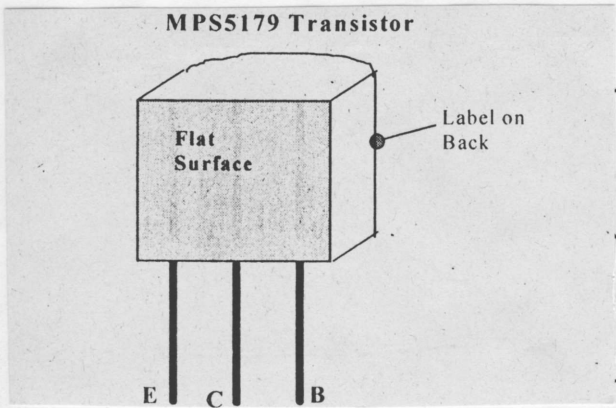 MPS5179 Transistor
Flat
Surface
Label on
Back
E
C
B